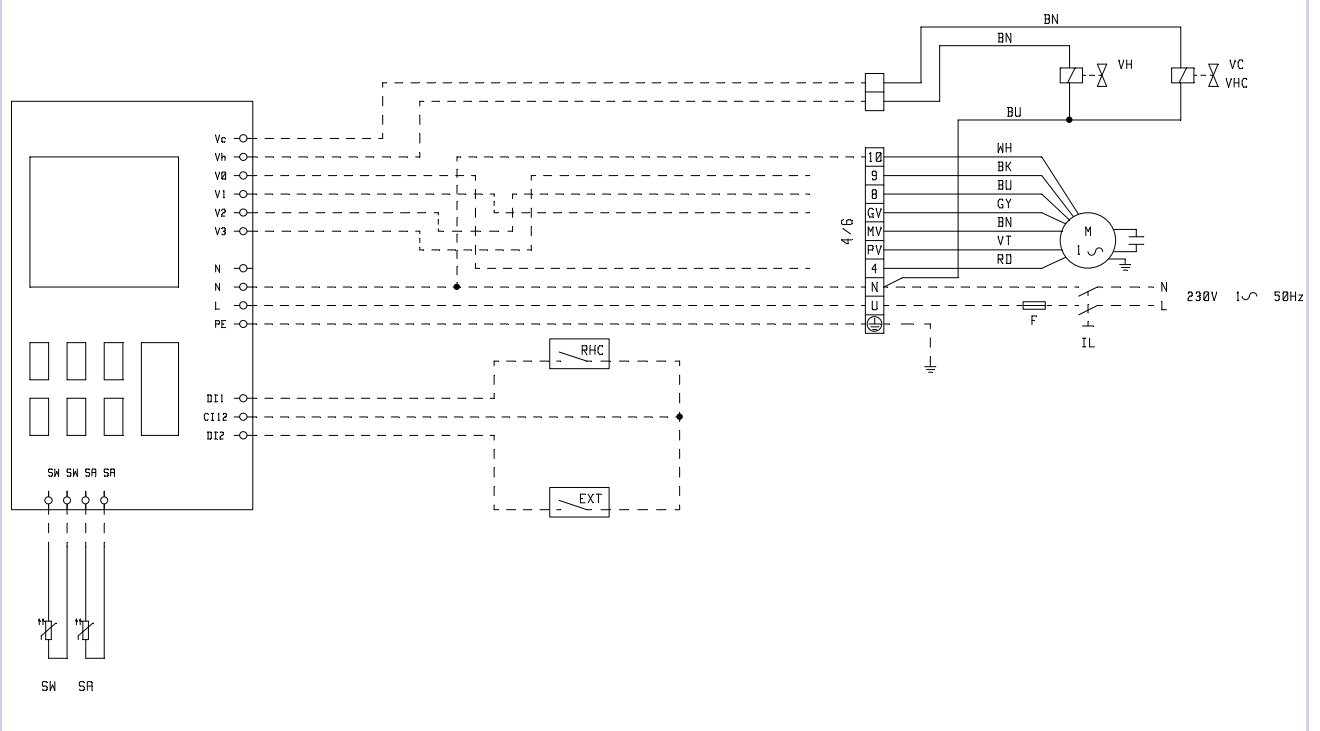 BN
BN
VH
VC
VHC
BU
Vc
Vh
V0
V1
V2
V3
N
N
L
PE
10
9
8
GV
MV
PV
4
N
U
4/6
WH
BK
BU
GY
BN
VT
RD
M
1
N
L
230V 1 50Hz
F
IL
RHC
DI1
CI12
DI2
EXT
SW SW SA SA
SW SA